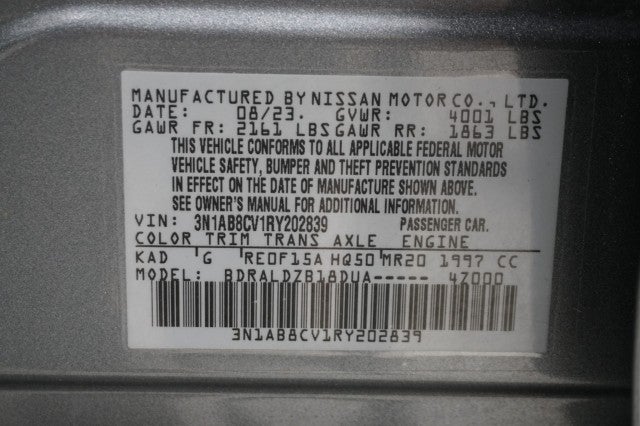 MANUFACTURED BY NISSAN MOTOR CO., LTD.
DATE: 08/23. GVWR: 4001 LBS
GAWR FR: 2161 LBS GAWR RR: 1863 LBS
THIS VEHICLE CONFORMS TO ALL APPLICABLE FEDERAL MOTOR
VEHICLE SAFETY, BUMPER AND THEFT PREVENTION STANDARDS
IN EFFECT ON THE DATE OF MANUFACTURE SHOWN ABOVE.
SEE OWNER'S MANUAL FOR ADDITIONAL INFORMATION.
VIN: 3N1AB8CV1RY202839 PASSENGER CAR.
COLOR TRIM TRANS AXLE ENGINE
KAD G RE0F15A HQ50 MR20 1997 CC
MODEL: BDRALDZB18DUA----- 4Z000
3N1AB8CV1RY202839